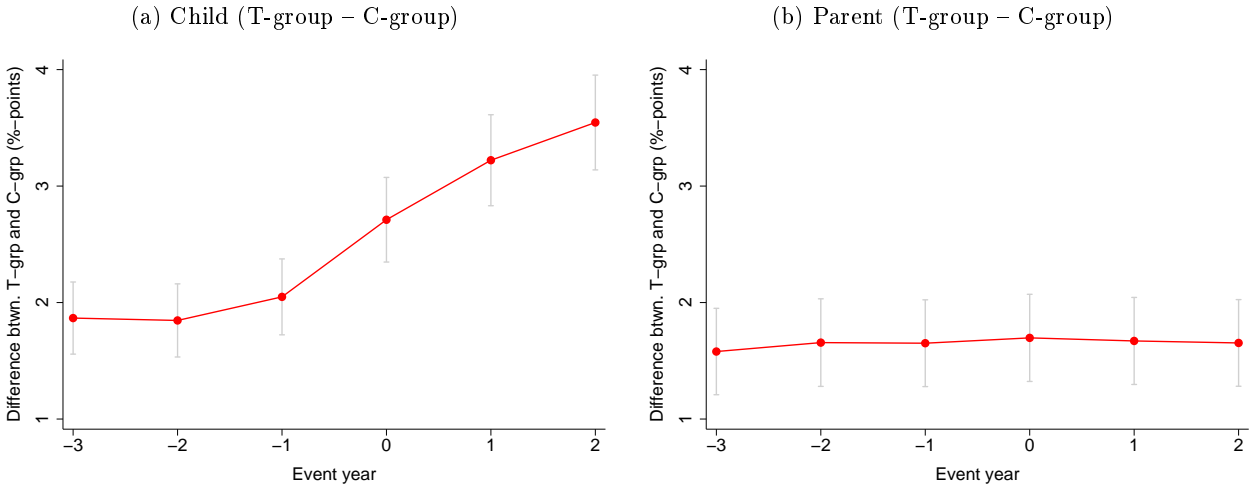 (a) Child (T-group – C-group)
Difference btwn. T−grp and C−grp (%−points)
4
3
2
1
−3 −2 −1 0 1 2
Event year
(b) Parent (T-group – C-group)
Difference btwn. T−grp and C−grp (%−points)
4
3
2
1
−3 −2 −1 0 1 2
Event year